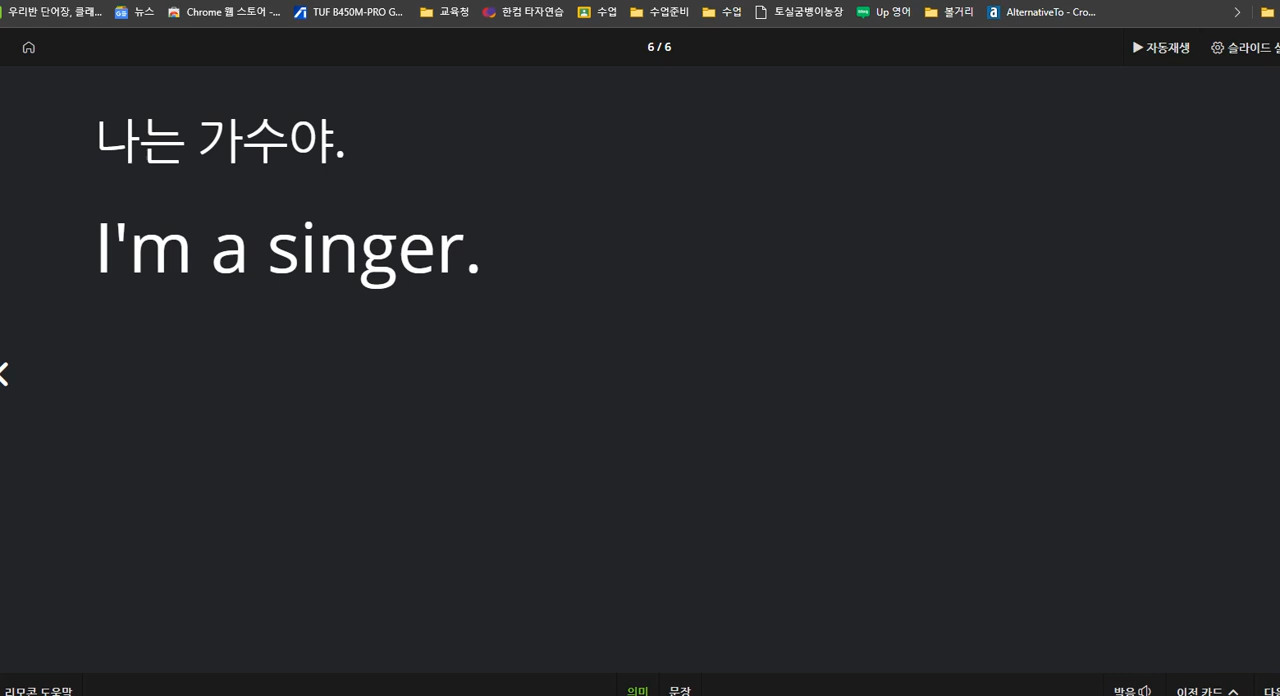 우리반 단어장, 클래... 뉴스 Chrome 웹 스토어 -... TUF B450M-PRO G... 교육청 한컴 타자연습 수업 수업준비 수업 토실궁뱅이농장 Up 영어 볼거리 AlternativeTo - Cro...
6 / 6 자동재생 슬라이드
나는 가수야.
I'm a singer.
리모콘 도움말 의미 문장 발음 이전 카드